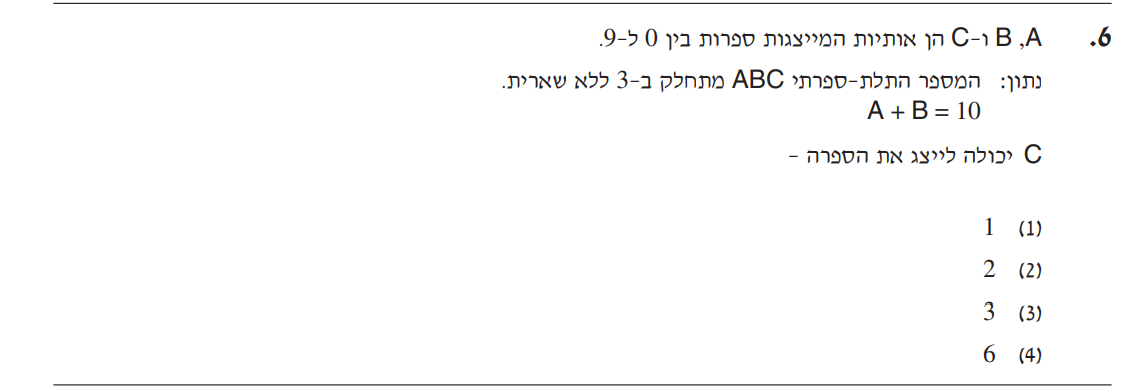 6. A, B ו-C הן אותיות המייצגות ספרות בין 0 ל-9.
נתון: המספר התלת-ספרתי ABC מתחלק ב-3 ללא שארית.
A + B = 10
C יכולה לייצג את הספרה -
(1) 1
(2) 2
(3) 3
(4) 6